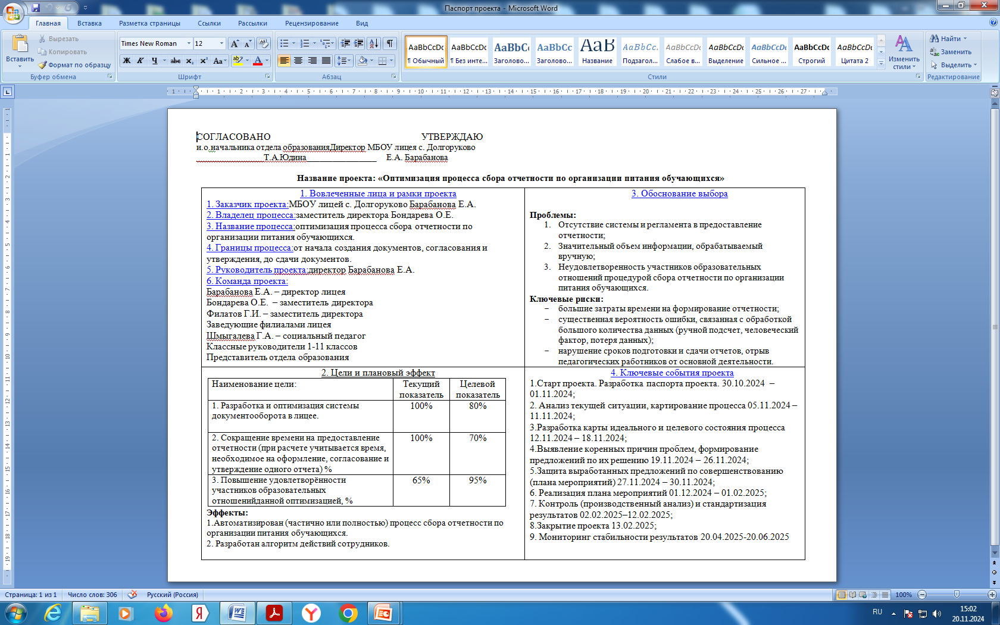 Паспорт проекта - Microsoft Word
Главная Вставка Разметка страницы Ссылки Рассылки Рецензирование Вид
Вставить
Вырезать
Копировать
Формат по образцу
Буфер обмена
Times New Roman 12
Шрифт
Абзац
АаBbCcDc АаBbCcDc AaBbC AaBbCc АаВ AaBbCc. AaBbCcDc AaBbCcDc AaBbCcDc AaBbCcDc AaBbCcDc
¶ Обычный ¶ Без инте... Заголово... Заголово... Название Подзагол... Слабое в... Выделение Сильное ... Строгий Цитата 2
Стили
Изменить стили
Найти
Заменить
Выделить
Редактирование
СОГЛАСОВАНО УТВЕРЖДАЮ
и.о.начальника отдела образованияДиректор МБОУ лицея с. Долгоруково
_______________Т.А.Юдина_______________ Е.А. Барабанова
Название проекта: «Оптимизация процесса сбора отчетности по организации питания обучающихся»
1. Вовлеченные лица и рамки проекта
1. Заказчик проекта:МБОУ лицей с. Долгоруково Барабанова Е.А.
2. Владелец процесса:заместитель директора Бондарева О.Е.
3. Название процесса:оптимизация процесса сбора отчетности по
организации питания обучающихся.
4. Границы процесса:от начала создания документов, согласования и
утверждения, до сдачи документов.
5. Руководитель проекта:директор Барабанова Е.А.
6. Команда проекта:
Барабанова Е.А. – директор лицея
Бондарева О.Е. – заместитель директора
Филатов Г.И. – заместитель директора
Заведующие филиалами лицея
Шмыгалева Г.А. – социальный педагог
Классные руководители 1-11 классов
Представитель отдела образования
3. Обоснование выбора
Проблемы:
1. Отсутствие системы и регламента в предоставление
отчетности;
2. Значительный объем информации, обрабатываемый
вручную;
3. Неудовлетворенность участников образовательных
отношений процедурой сбора отчетности по организации
питания обучающихся.
Ключевые риски:
– большие затраты времени на формирование отчетности;
– существенная вероятность ошибки, связанная с обработкой
большого количества данных (ручной подсчет, человеческий
фактор, потеря данных);
– нарушение сроков подготовки и сдачи отчетов, отрыв
педагогических работников от основной деятельности.
2. Цели и плановый эффект
Наименование цели: Текущий показатель Целевой показатель
1. Разработка и оптимизация системы 100% 80%
документооборота в лицее.
2. Сокращение времени на предоставление 100% 70%
отчетности (при расчете учитывается время,
необходимое на оформление, согласование и
утверждение одного отчета) %
3. Повышение удовлетворённости 65% 95%
участников образовательных
отношенийданной оптимизацией, %
Эффекты:
1.Автоматизирован (частично или полностью) процесс сбора отчетности по
организации питания обучающихся.
2. Разработан алгоритм действий сотрудников.
4. Ключевые события проекта
1.Старт проекта. Разработка паспорта проекта. 30.10.2024 –
01.11.2024;
2. Анализ текущей ситуации, картирование процесса 05.11.2024 –
11.11.2024;
3.Разработка карты идеального и целевого состояния процесса
12.11.2024 – 18.11.2024;
4.Выявление коренных причин проблем, формирование
предложений по их решению 19.11.2024 – 26.11.2024;
5.Защита выработанных предложений по совершенствованию
(плана мероприятий) 27.11.2024 – 30.11.2024;
6. Реализация плана мероприятий 01.12.2024 – 01.02.2025;
7. Контроль (производственный анализ) и стандартизация
результатов 02.02.2025–12.02.2025;
8.Закрытие проекта 13.02.2025;
9. Мониторинг стабильности результатов 20.04.2025-20.06.2025
Страница: 1 из 1 Число слов: 306 Русский (Россия) 100%
RU 15:02
20.11.2024